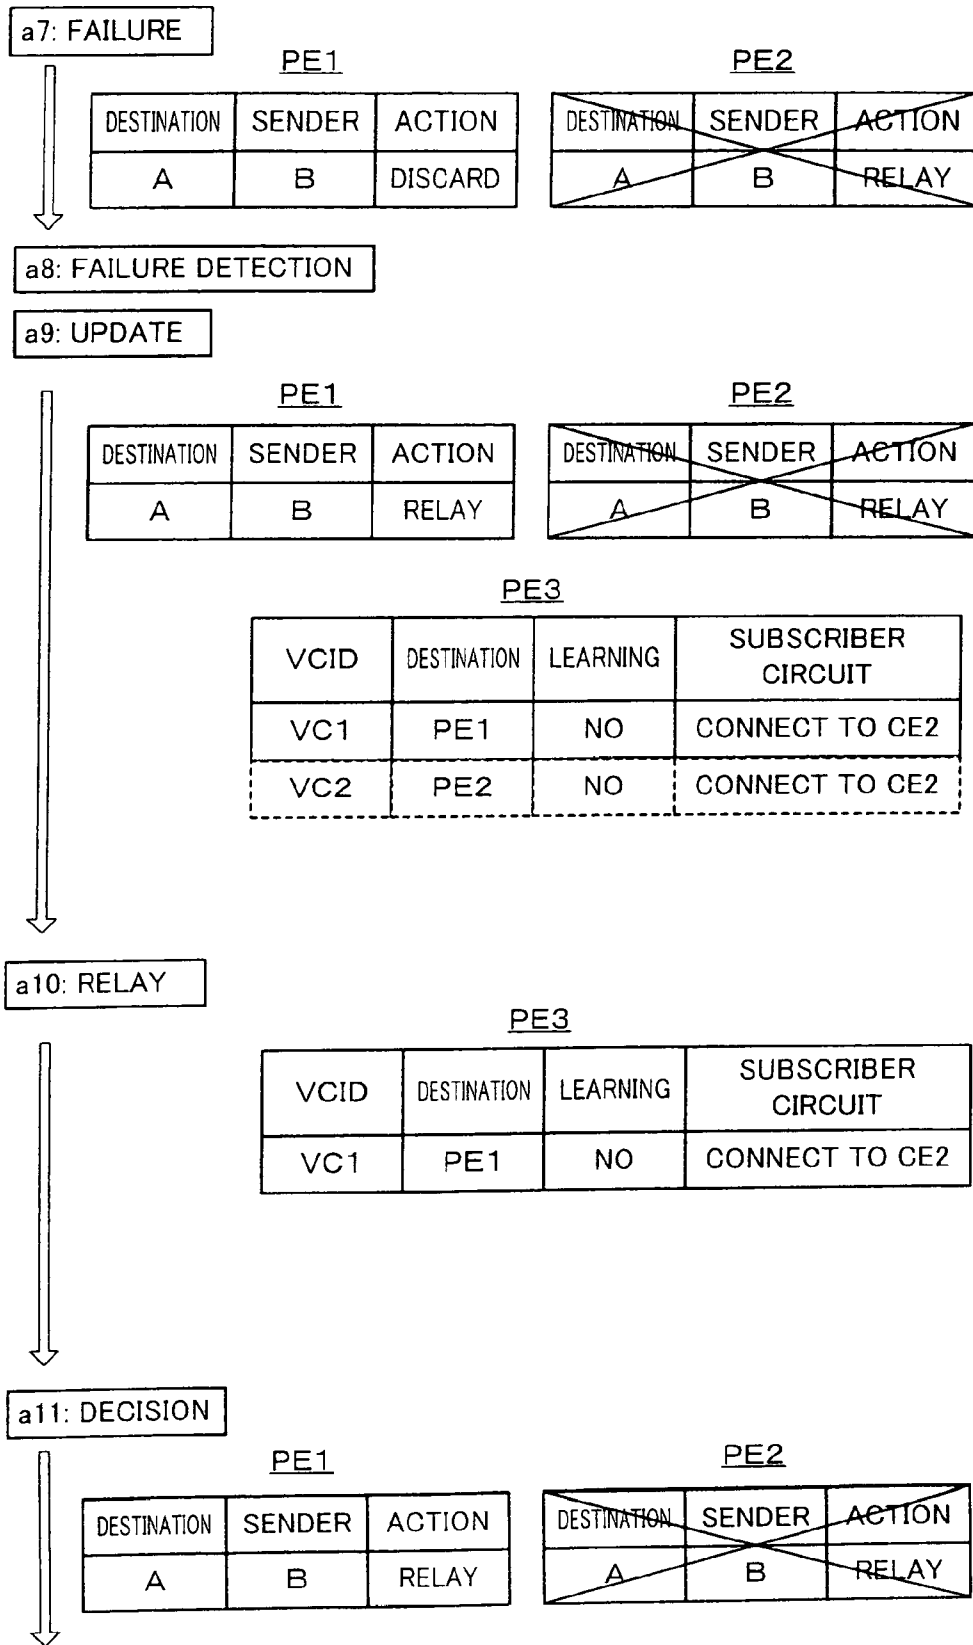 a7: FAILURE
PE1
PE2
DESTINATION SENDER ACTION
A B DISCARD
DESTINATION SENDER ACTION
A B RELAY
a8: FAILURE DETECTION
a9: UPDATE
PE1
PE2
DESTINATION SENDER ACTION
A B RELAY
DESTINATION SENDER ACTION
A B RELAY
PE3
VCID DESTINATION LEARNING SUBSCRIBER
CIRCUIT
VC1 PE1 NO CONNECT TO CE2
VC2 PE2 NO CONNECT TO CE2
a10: RELAY
PE3
VCID DESTINATION LEARNING SUBSCRIBER
CIRCUIT
VC1 PE1 NO CONNECT TO CE2
a11: DECISION
PE1
PE2
DESTINATION SENDER ACTION
A B RELAY
DESTINATION SENDER ACTION
A B RELAY